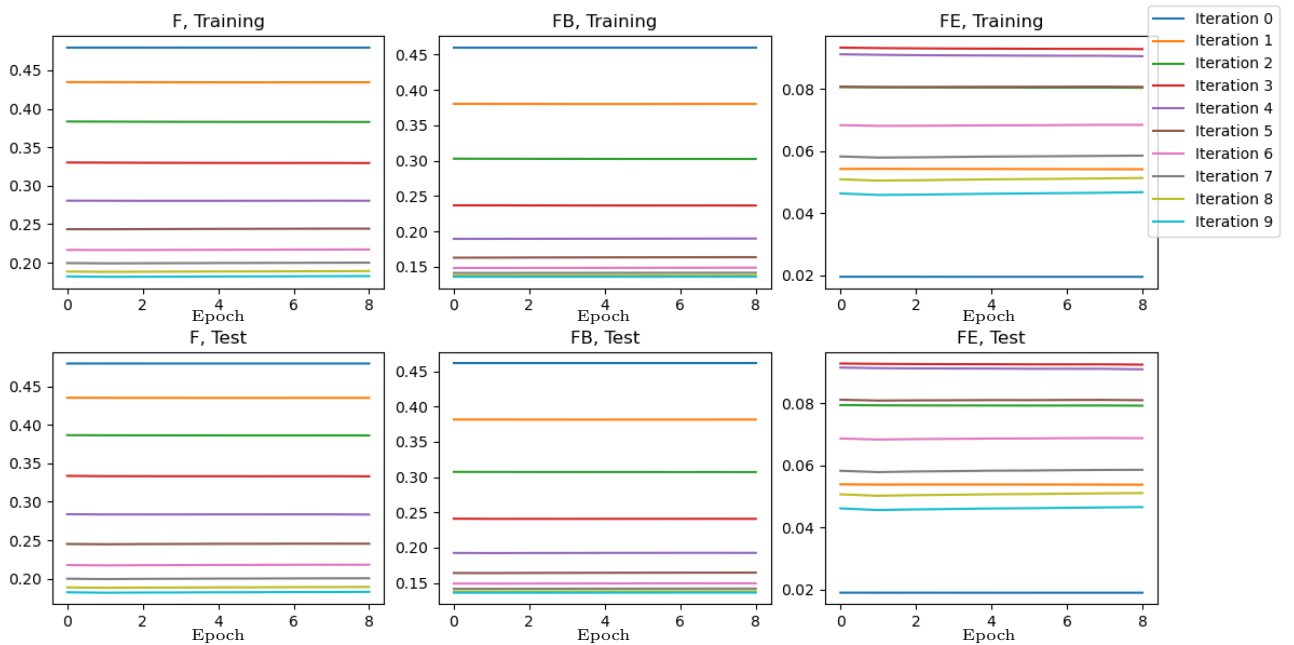 F, Training
FB, Training
FE, Training
0.45
0.40
0.35
0.30
0.25
0.20
0 2 4 6 8
Epoch
0.45
0.40
0.35
0.30
0.25
0.20
0.15
0 2 4 6 8
Epoch
0.08
0.06
0.04
0.02
0 2 4 6 8
Epoch
Iteration 0
Iteration 1
Iteration 2
Iteration 3
Iteration 4
Iteration 5
Iteration 6
Iteration 7
Iteration 8
Iteration 9
F, Test
FB, Test
FE, Test
0.45
0.40
0.35
0.30
0.25
0.20
0 2 4 6 8
Epoch
0.45
0.40
0.35
0.30
0.25
0.20
0.15
0 2 4 6 8
Epoch
0.08
0.06
0.04
0.02
0 2 4 6 8
Epoch